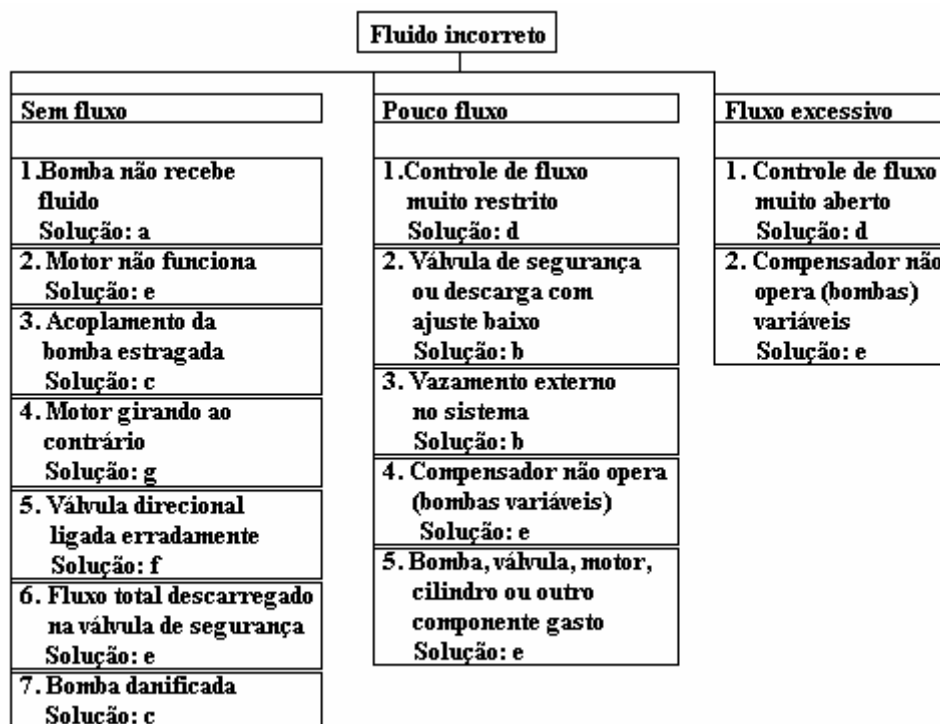 Fluido incorreto
Sem fluxo
1.Bomba não recebe
fluido
Solução: a
2. Motor não funciona
Solução: e
3. Acoplamento da
bomba estragada
Solução: c
4. Motor girando ao
contrário
Solução: g
5. Válvula direcional
ligada erradamente
Solução: f
6. Fluxo total descarregado
na válvula de segurança
Solução: e
7. Bomba danificada
Solução: c
Pouco fluxo
1.Controle de fluxo
muito restrito
Solução: d
2. Válvula de segurança
ou descarga com
ajuste baixo
Solução: b
3. Vazamento externo
no sistema
Solução: b
4. Compensador não opera
(bombas variáveis)
Solução: e
5. Bomba, válvula, motor,
cilindro ou outro
componente gasto
Solução: e
Fluxo excessivo
1. Controle de fluxo
muito aberto
Solução: d
2. Compensador não
opera (bombas)
variáveis
Solução: e